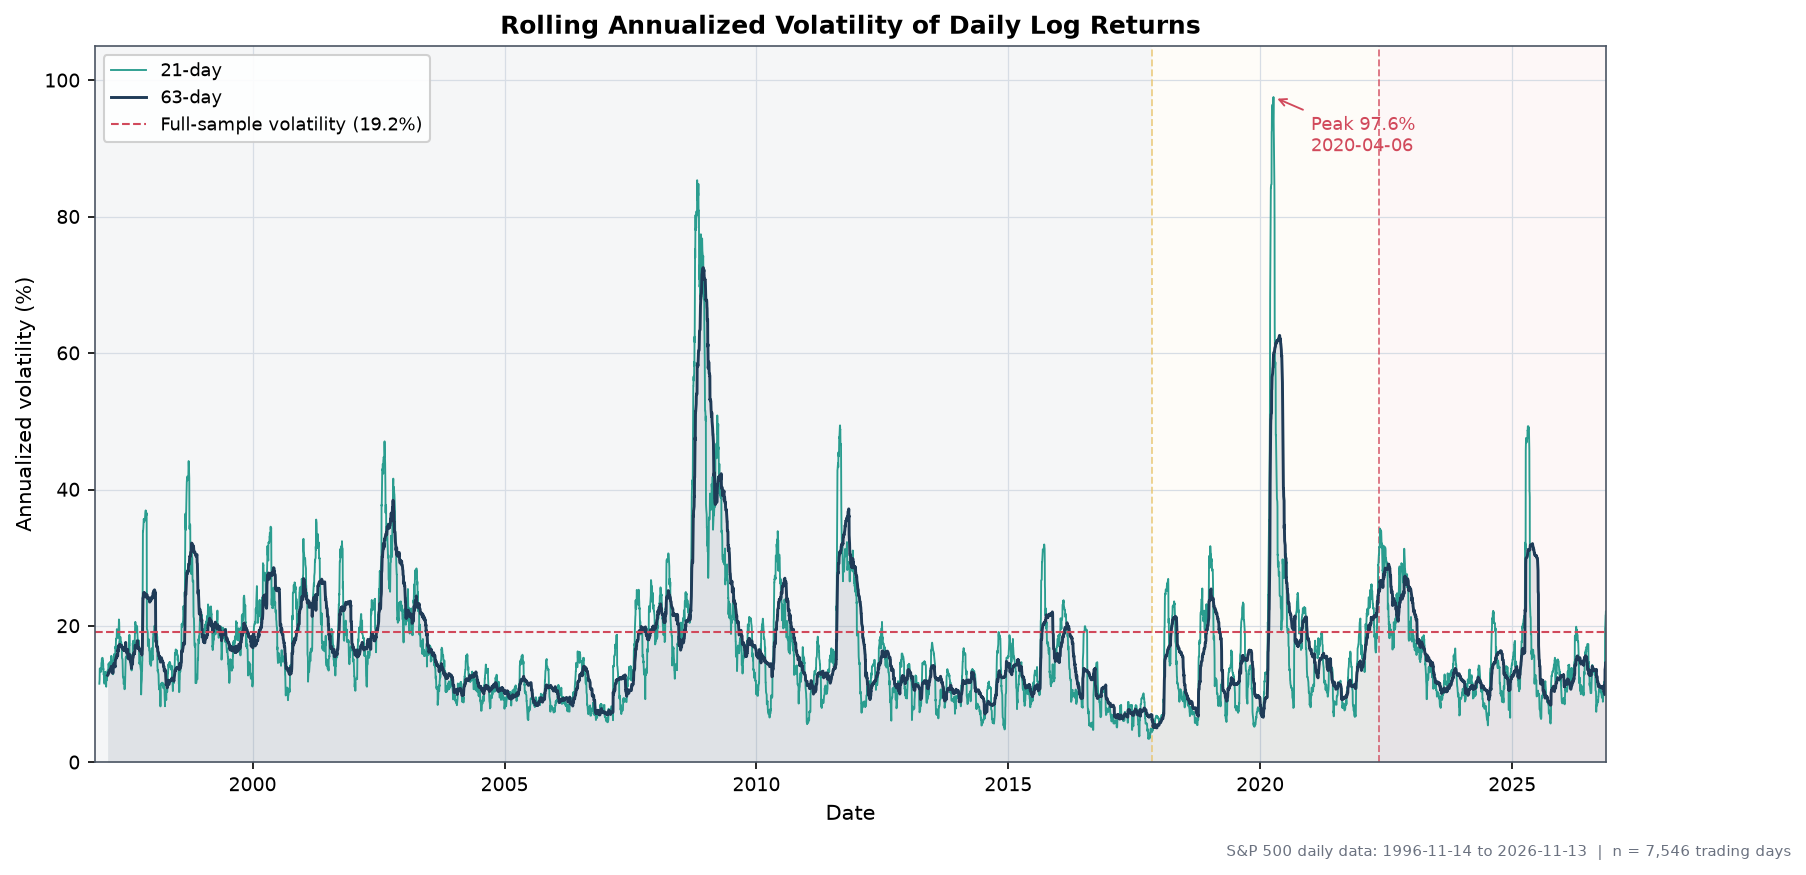 Rolling Annualized Volatility of Daily Log Returns
21-day
63-day
Full-sample volatility (19.2%)
Peak 97.6%
2020-04-06
Annualized volatility (%)
100
80
60
40
20
0
2000
2005
2010
2015
2020
2025
Date
S&P 500 daily data: 1996-11-14 to 2026-11-13 | n = 7,546 trading days